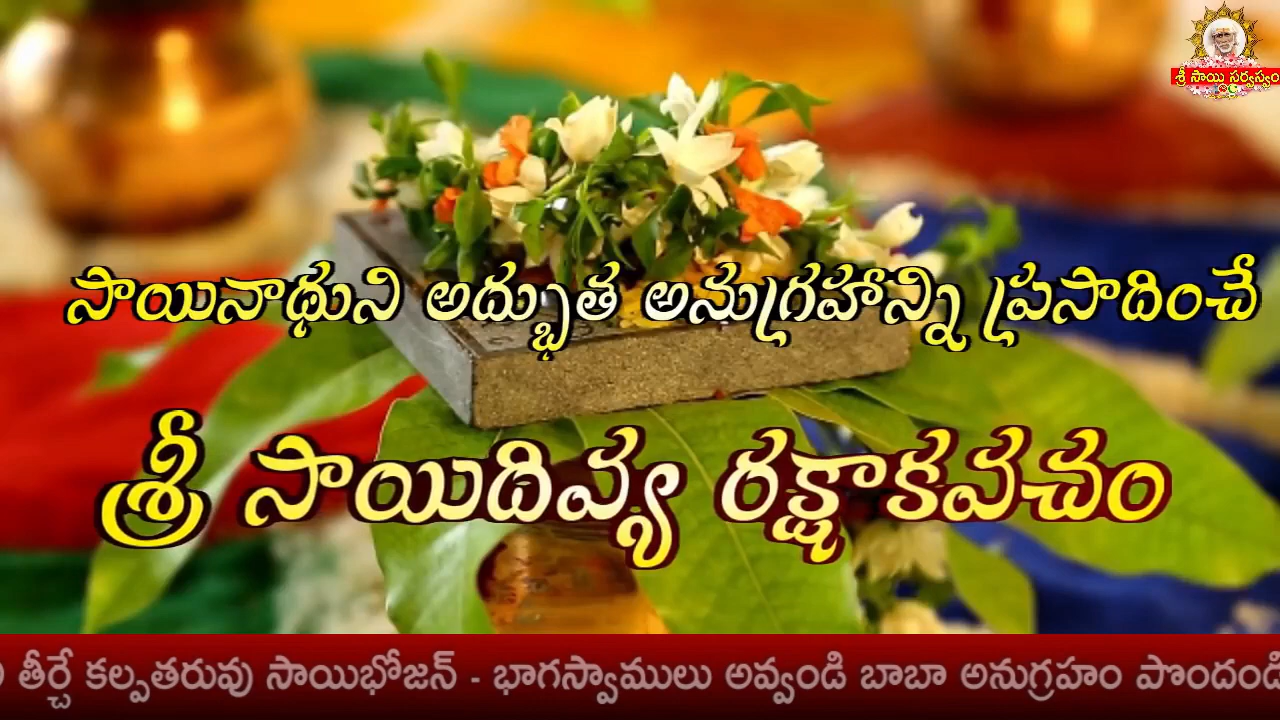 శ్రీ సాయి సర్వస్వం
సాయినాథుని అద్భుత అనుగ్రహాన్ని ప్రసాదించే
శ్రీ సాయిదివ్య రక్షాకవచం
తీర్చే కల్పతరువు సాయిభోజన్ - భాగస్వాములు అవ్వండి బాబా అనుగ్రహం పొందండి